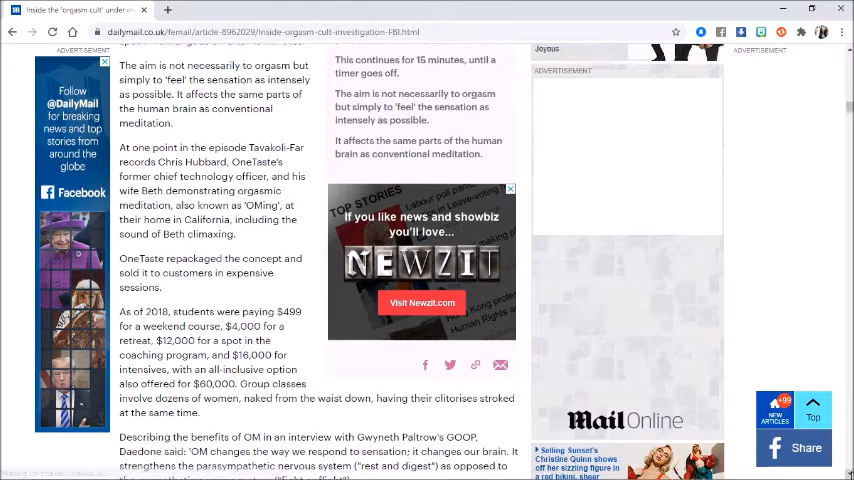 Inside the 'orgasm cult' under in
dailymail.co.uk/femail/article-8962029/Inside-orgasm-cult-investigation-FBI.html
ADVERTISEMENT
Follow
@DailyMail
for breaking
news and top
stories from
around the
globe
Facebook
The aim is not necessarily to orgasm
but simply to 'feel' the sensation as intensely
as possible. It affects the same parts of
the human brain as conventional
meditation.
At one point in the episode Tavakoli-Far
records Chris Hubbard, OneTaste's
former chief technology officer, and his
wife Beth demonstrating orgasmic
meditation, also known as 'OMing', at
their home in California, including the
sound of Beth climaxing.
OneTaste repackaged the concept and
sold it to customers in expensive
sessions.
As of 2018, students were paying $499
for a weekend course, $4,000 for a
retreat, $12,000 for a spot in the
coaching program, and $16,000 for
intensives, with an all-inclusive option
also offered for $60,000. Group classes
involve dozens of women, naked from the waist down, having their clitorises stroked
at the same time.
Describing the benefits of OM in an interview with Gwyneth Paltrow's GOOP,
Daedone said: 'OM changes the way we respond to sensation; it changes our brain. It
strengthens the parasympathetic nervous system ("rest and digest") as opposed to
This continues for 15 minutes, until a
timer goes off.
The aim is not necessarily to orgasm
but simply to 'feel' the sensation as
intensely as possible.
It affects the same parts of the human
brain as conventional meditation.
TOP STORIES
Labour poll
If you like news and showbiz
you'll love...
NEWZIT
Visit Newzit.com
Joyous
ADVERTISEMENT
Mail Online
Selling Sunset's
Christine Quinn shows
off her sizzling figure in
a red bikini, sheer
ADVERTISEMENT
+99
NEW
ARTICLES
Top
Share